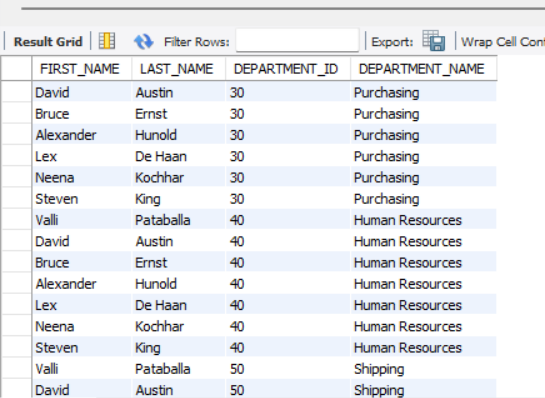 Result Grid Filter Rows: Export: Wrap Cell Cont
FIRST_NAME LAST_NAME DEPARTMENT_ID DEPARTMENT_NAME
David Austin 30 Purchasing
Bruce Ernst 30 Purchasing
Alexander Hunold 30 Purchasing
Lex De Haan 30 Purchasing
Neena Kochhar 30 Purchasing
Steven King 30 Purchasing
Valli Pataballa 40 Human Resources
David Austin 40 Human Resources
Bruce Ernst 40 Human Resources
Alexander Hunold 40 Human Resources
Lex De Haan 40 Human Resources
Neena Kochhar 40 Human Resources
Steven King 40 Human Resources
Valli Pataballa 50 Shipping
David Austin 50 Shipping